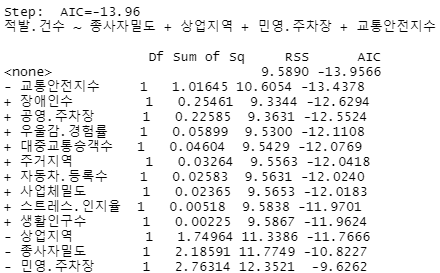 Step:  AIC=-13.96
적발.건수 ~ 종사자밀도 + 상업지역 + 민영.주차장 + 교통안전지수
Df Sum of Sq RSS AIC
<none> 9.5890 -13.9566
- 교통안전지수 1 1.01645 10.6054 -13.4378
+ 장애인수 1 0.25461 9.3344 -12.6294
+ 공영.주차장 1 0.22585 9.3631 -12.5524
+ 우울감.경험률 1 0.05899 9.5300 -12.1108
+ 대중교통승객수 1 0.04604 9.5429 -12.0769
+ 주거지역 1 0.03264 9.5563 -12.0418
+ 자동차.등록수 1 0.02583 9.5631 -12.0240
+ 사업체밀도 1 0.02365 9.5653 -12.0183
+ 스트레스.인지율 1 0.00518 9.5838 -11.9701
+ 생활인구수 1 0.00225 9.5867 -11.9624
- 상업지역 1 1.74964 11.3386 -11.7666
- 종사자밀도 1 2.18591 11.7749 -10.8227
- 민영.주차장 1 2.76314 12.3521 -9.6262